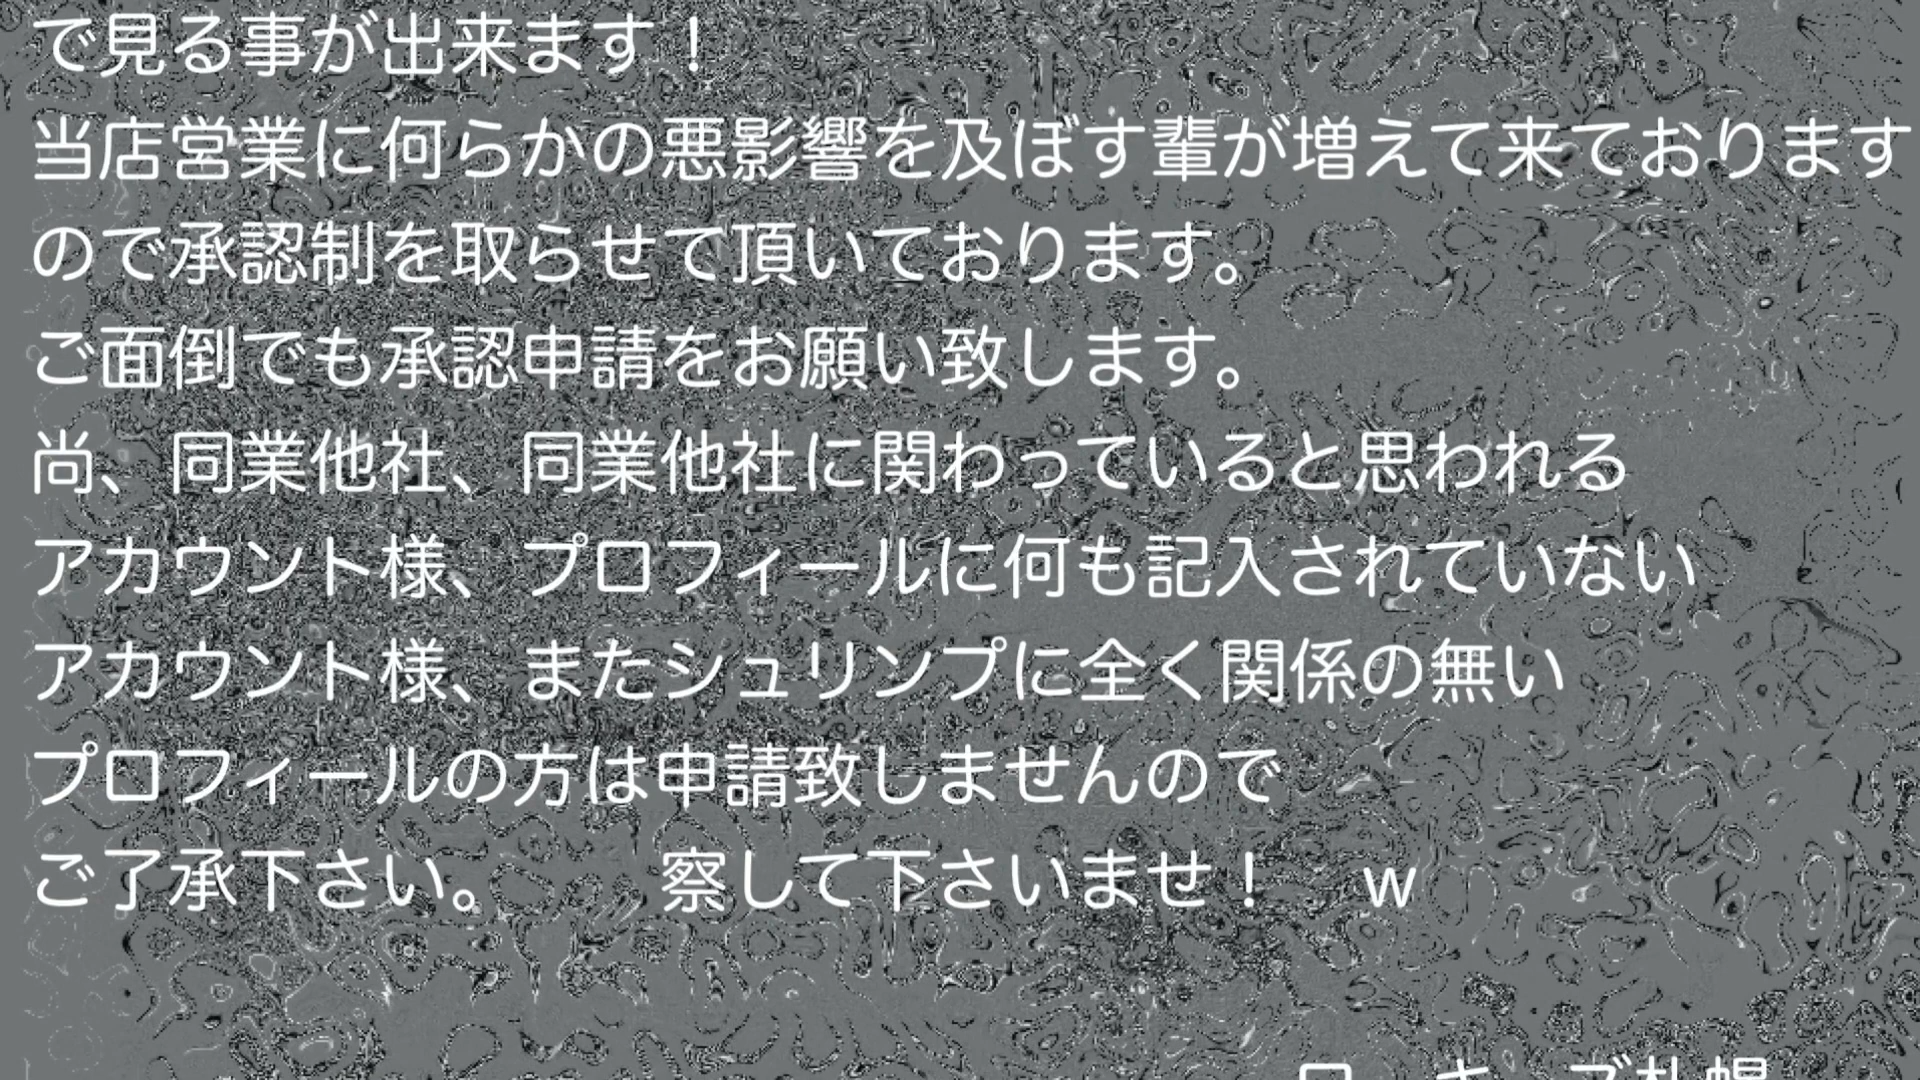 で見る事が出来ます！
当店営業に何らかの悪影響を及ぼす輩が増えて来ております
ので承認制を取らせて頂いております。
ご面倒でも承認申請をお願い致します。
尚、同業他社、同業他社に関わっていると思われる
アカウント様、プロフィールに何も記入されていない
アカウント様、またシュリンプに全く関係の無い
プロフィールの方は申請致しませんので
ご了承下さい。　　察して下さいませ！　w